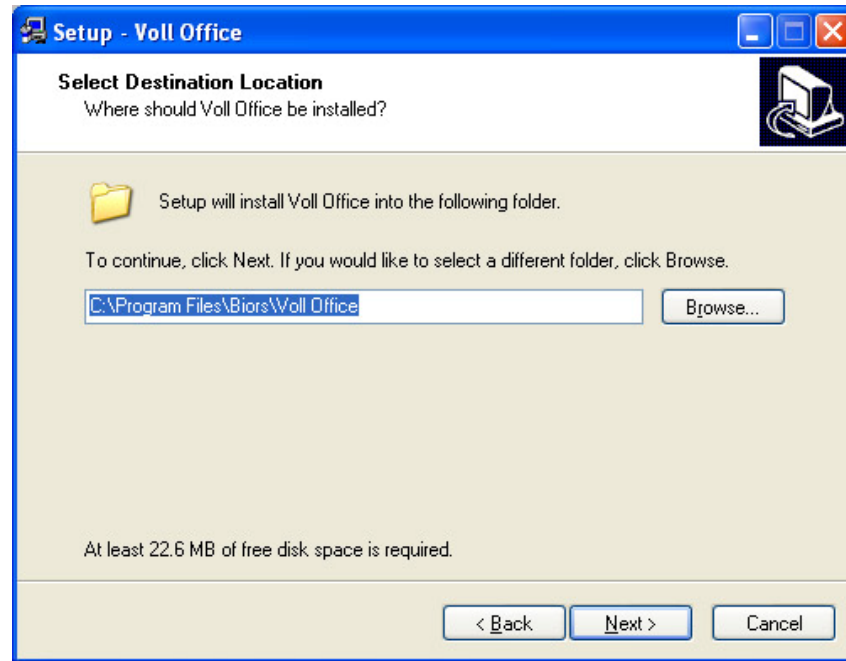 Setup - Voll Office
Select Destination Location
Where should Voll Office be installed?
Setup will install Voll Office into the following folder.
To continue, click Next. If you would like to select a different folder, click Browse.
C:\Program Files\Biors\Voll Office
Browse...
At least 22.6 MB of free disk space is required.
< Back
Next >
Cancel